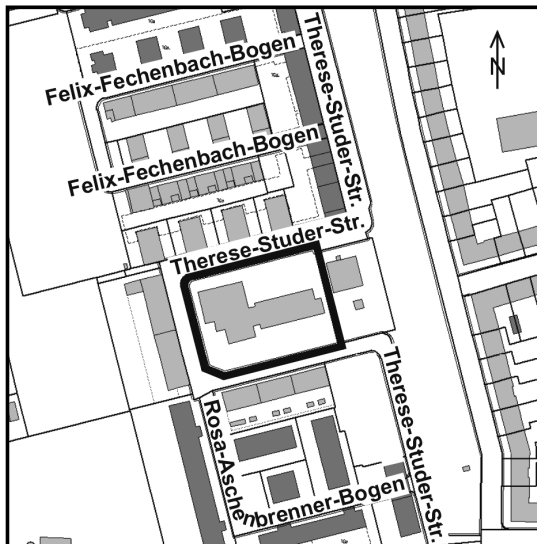 Felix-Fechenbach-Bogen
Therese-Studer-Str.
N
Felix-Fechenbach-Bogen
Therese-Studer-Str.
Therese-Studer-Str.
Rosa-Aschenbrenner-Bogen